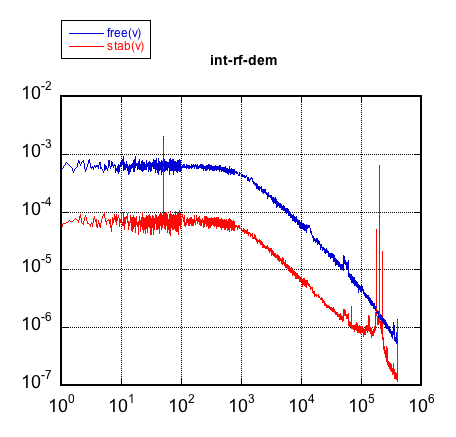 free(v)
stab(v)
int-rf-dem
10⁻²
10⁻³
10⁻⁴
10⁻⁵
10⁻⁶
10⁻⁷
10⁰ 10¹ 10² 10³ 10⁴ 10⁵ 10⁶